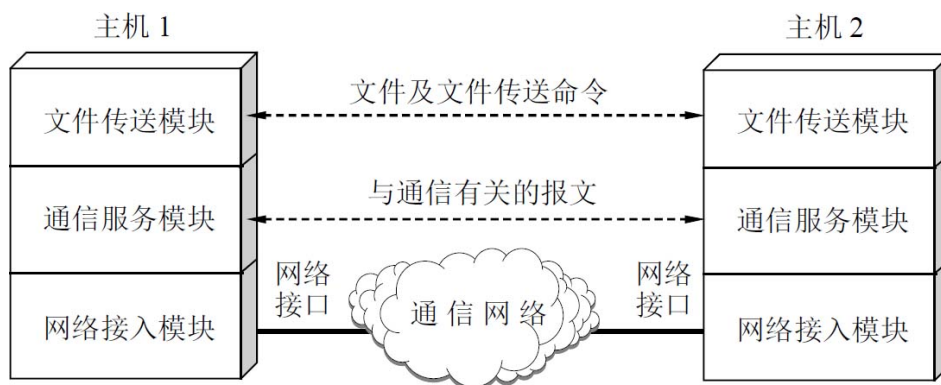 主机 1
主机 2
文件传送模块
文件及文件传送命令
文件传送模块
通信服务模块
与通信有关的报文
通信服务模块
网络接入模块
网络
接口
通信网络
网络
接口
网络接入模块